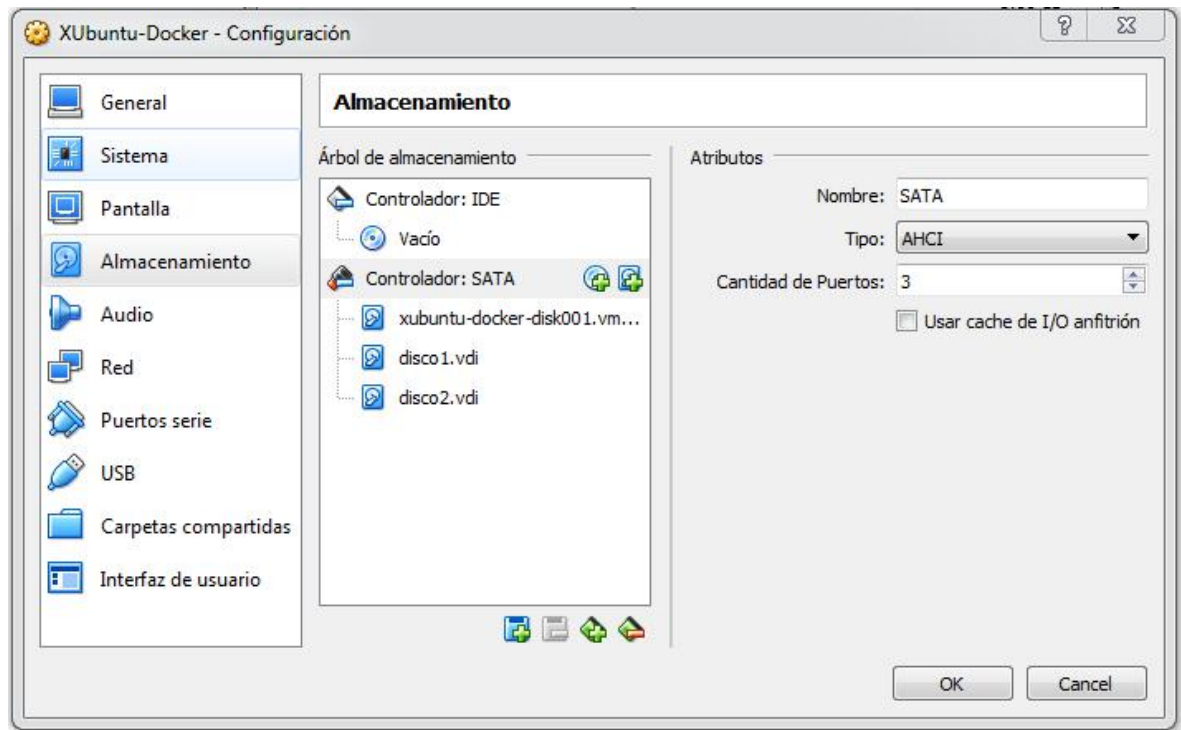 XUbuntu-Docker - Configuración
General
Sistema
Pantalla
Almacenamiento
Audio
Red
Puertos serie
USB
Carpetas compartidas
Interfaz de usuario
Almacenamiento
Árbol de almacenamiento
Controlador: IDE
Vacío
Controlador: SATA
xubuntu-docker-disk001.vm...
disco1.vdi
disco2.vdi
Atributos
Nombre: SATA
Tipo: AHCI
Cantidad de Puertos: 3
Usar cache de I/O anfitrión
OK Cancel